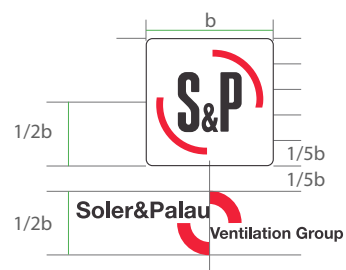 b
S&P
1/2b
1/5b
1/5b
1/2b
Soler&Palau
Ventilation Group